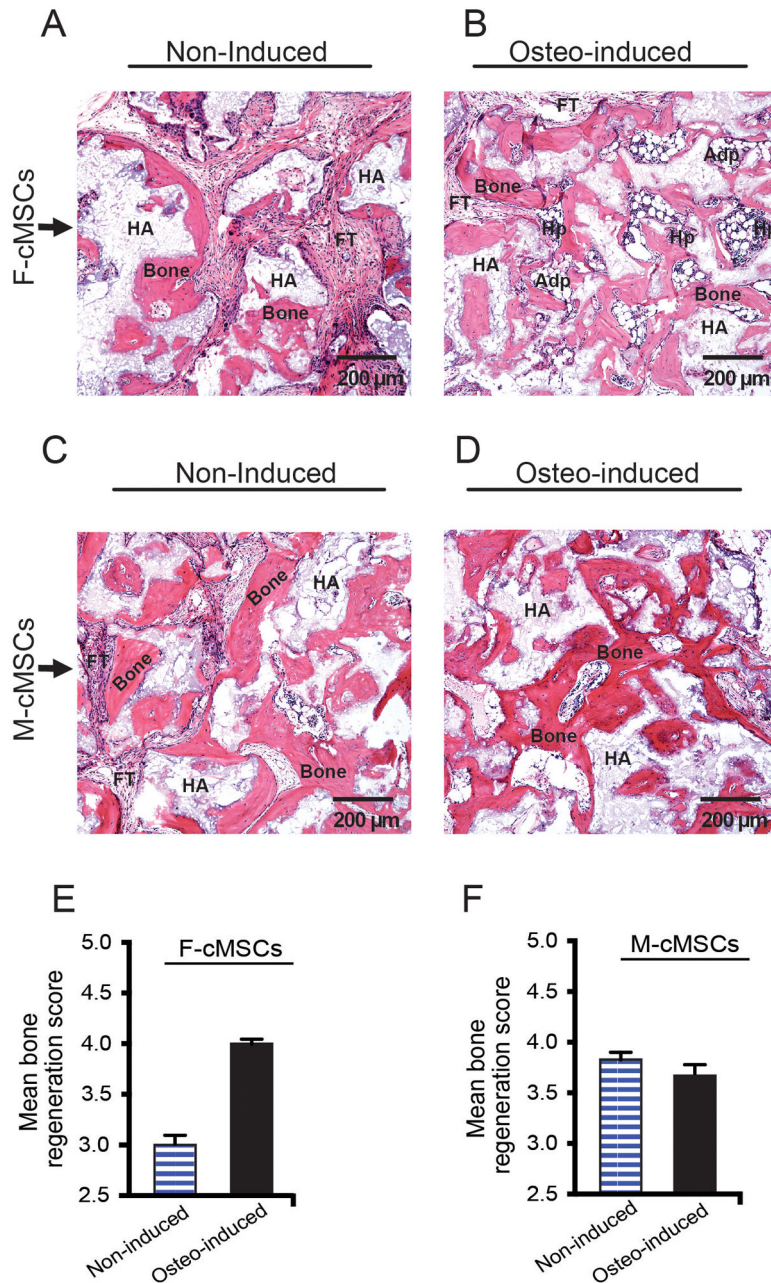 A
Non-Induced
B
Osteo-induced
F-cMSCs
HA
HA
FT
Bone
HA
Bone
200 µm
FT
Adp
Bone
FT
Hp
Hp
Hp
HA
Adp
Bone
HA
200 µm
C
Non-Induced
D
Osteo-induced
M-cMSCs
HA
Bone
FT
Bone
FT
HA
Bone
200 µm
HA
Bone
Bone
HA
200 µm
E
F-cMSCs
Mean bone
regeneration score
5.0
4.5
4.0
3.5
3.0
2.5
Non-induced
Osteo-induced
F
M-cMSCs
Mean bone
regeneration score
5.0
4.5
4.0
3.5
3.0
2.5
Non-induced
Osteo-induced